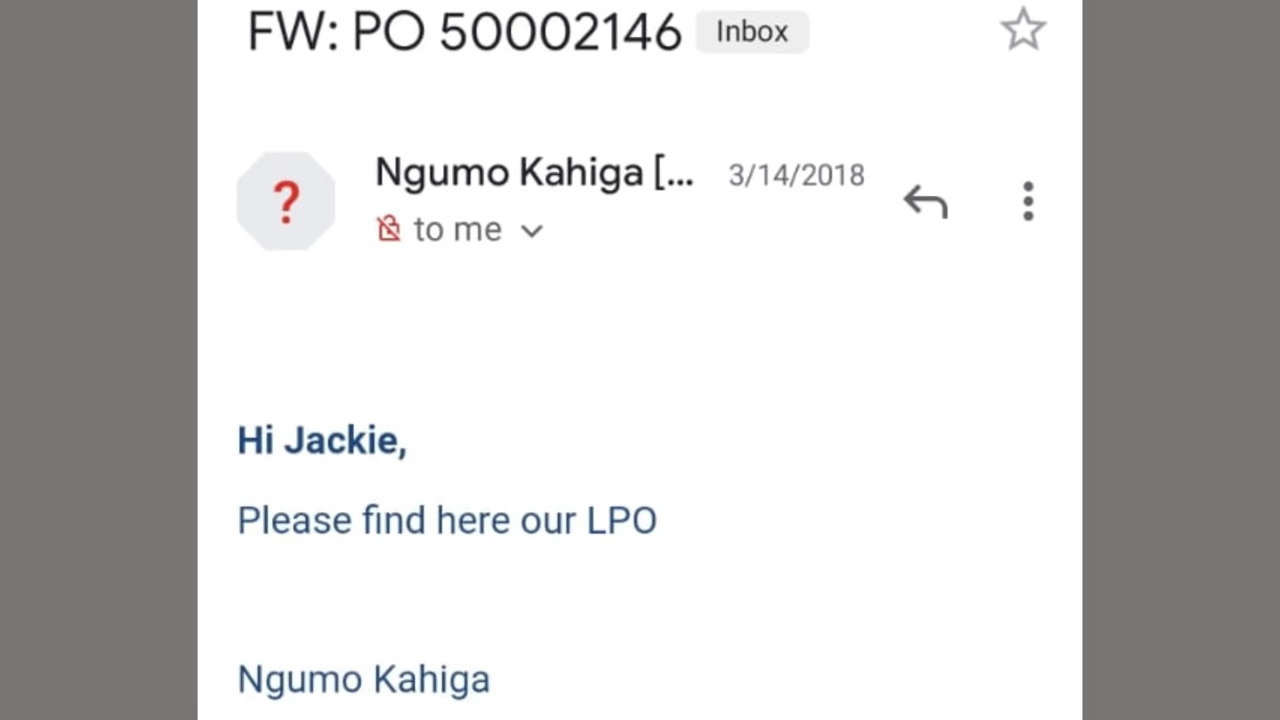 FW: PO 50002146 Inbox
?
Ngumo Kahiga [... 3/14/2018
to me
Hi Jackie,
Please find here our LPO
Ngumo Kahiga